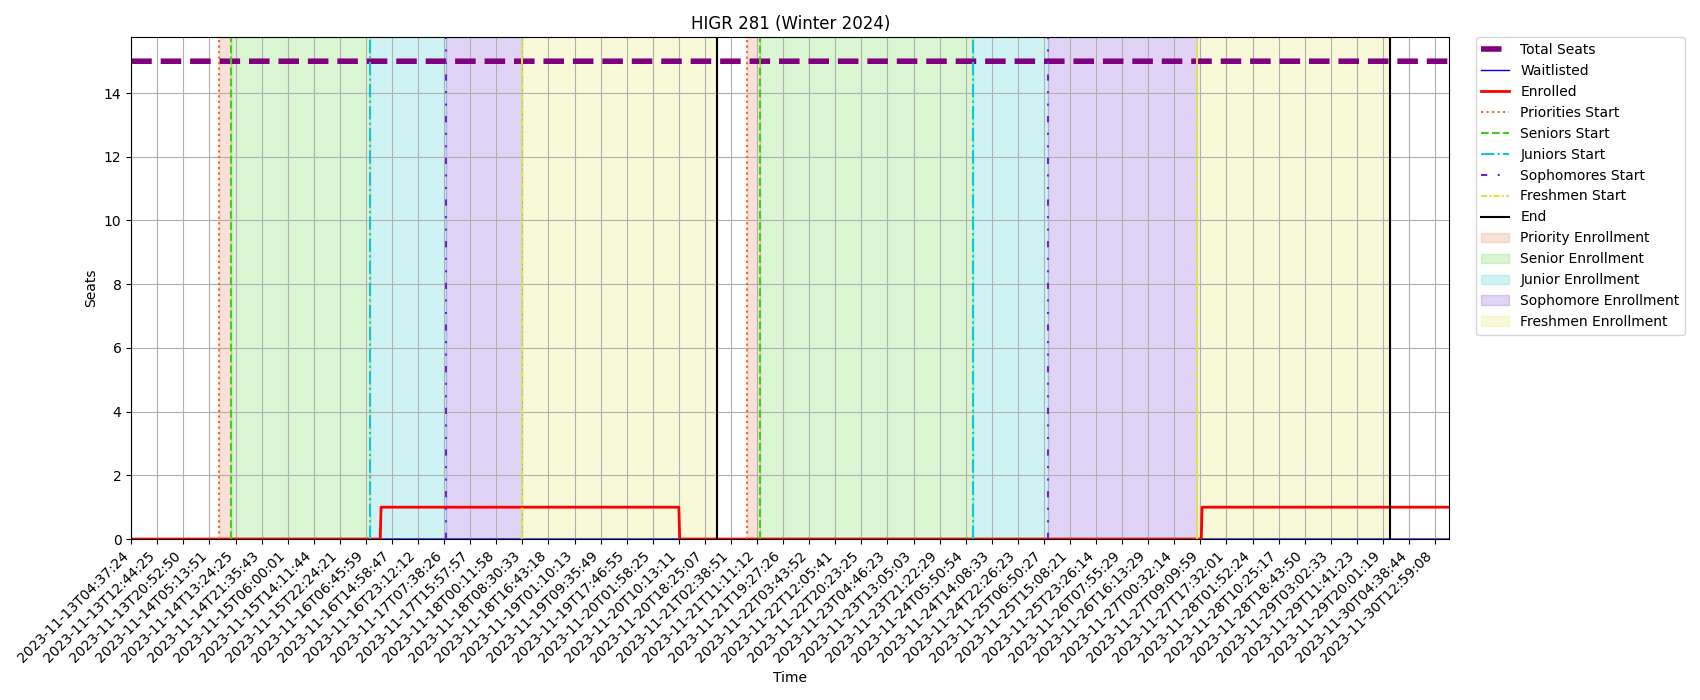 HIGR 281 (Winter 2024)
Total Seats
Waitlisted
Enrolled
Priorities Start
Seniors Start
Juniors Start
Sophomores Start
Freshmen Start
End
Priority Enrollment
Senior Enrollment
Junior Enrollment
Sophomore Enrollment
Freshmen Enrollment
Seats
14
12
10
8
6
4
2
0
2023-11-13T04:37:24
2023-11-13T12:44:25
2023-11-13T20:52:50
2023-11-14T05:13:51
2023-11-14T13:24:25
2023-11-14T21:35:43
2023-11-15T06:00:01
2023-11-15T14:11:44
2023-11-15T22:24:21
2023-11-16T06:45:59
2023-11-16T14:58:47
2023-11-16T23:12:12
2023-11-17T07:38:26
2023-11-17T15:57:57
2023-11-18T00:11:58
2023-11-18T08:30:33
2023-11-18T16:43:18
2023-11-19T01:10:13
2023-11-19T09:35:49
2023-11-19T17:46:55
2023-11-20T01:58:25
2023-11-20T10:13:11
2023-11-20T18:25:07
2023-11-21T02:38:51
2023-11-21T11:11:12
2023-11-21T19:27:26
2023-11-22T03:43:52
2023-11-22T12:05:41
2023-11-22T20:23:25
2023-11-23T04:46:23
2023-11-23T13:05:03
2023-11-23T21:22:29
2023-11-24T05:50:54
2023-11-24T14:08:33
2023-11-24T22:26:23
2023-11-25T06:50:27
2023-11-25T15:08:21
2023-11-25T23:26:14
2023-11-26T07:55:29
2023-11-26T16:13:29
2023-11-27T00:32:14
2023-11-27T09:09:59
2023-11-27T17:32:01
2023-11-28T01:52:24
2023-11-28T10:25:17
2023-11-28T18:43:50
2023-11-29T03:02:33
2023-11-29T11:41:23
2023-11-29T20:01:19
2023-11-30T04:38:44
2023-11-30T12:59:08
Time